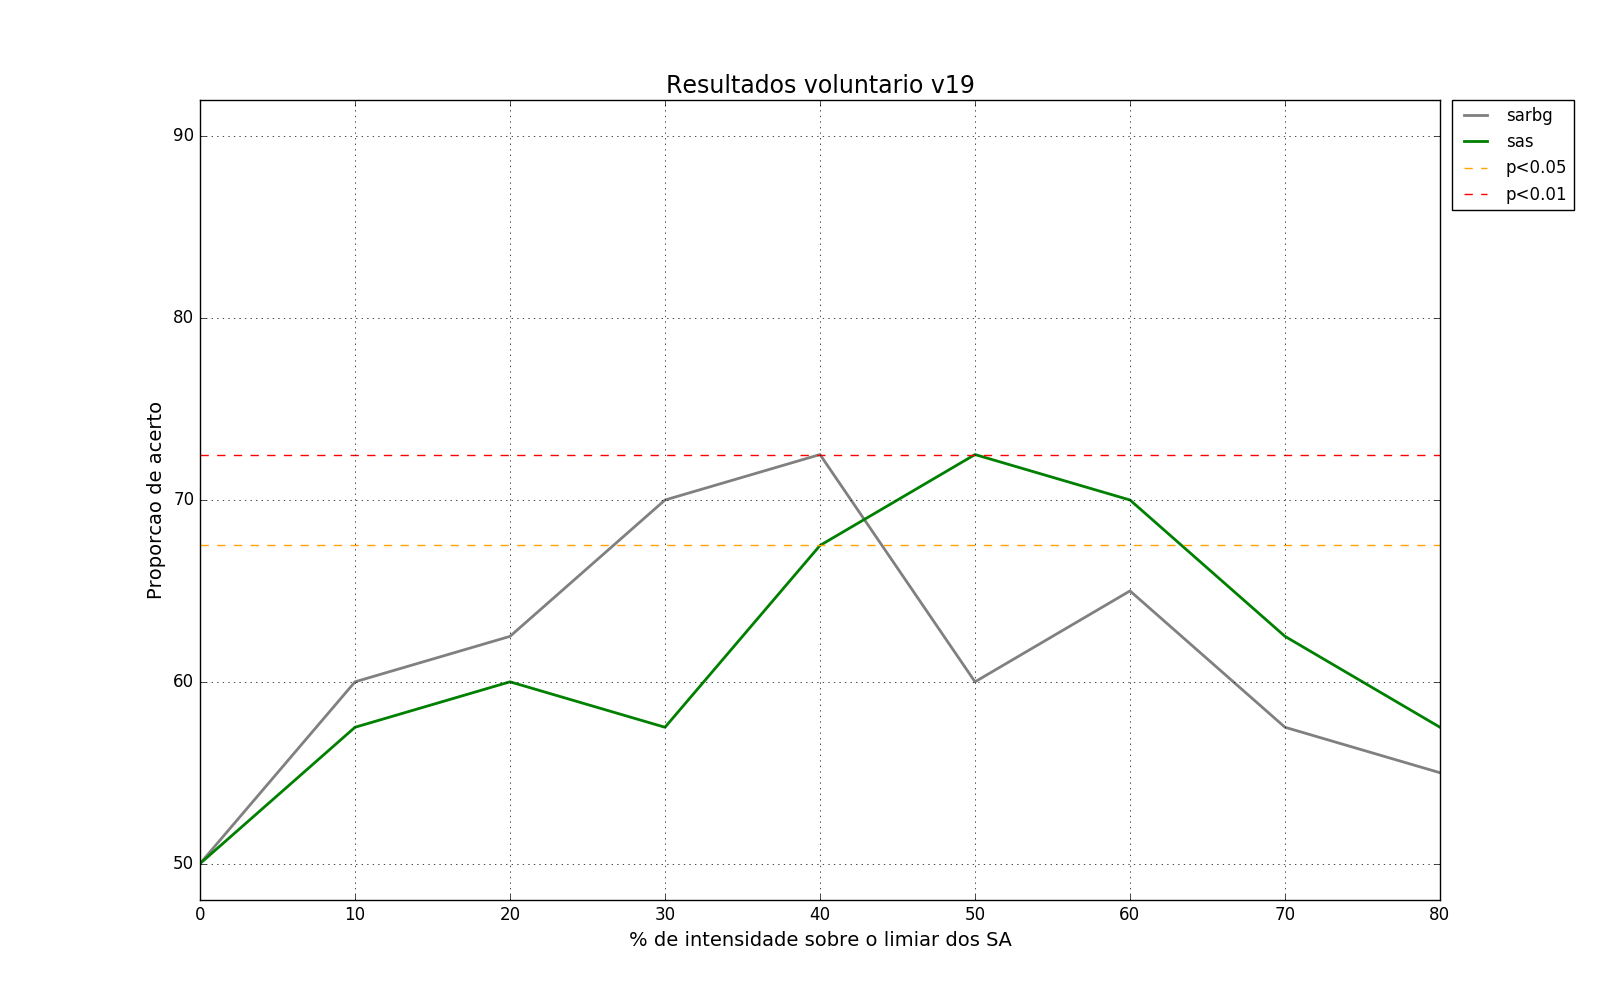 Resultados voluntario v19
sarbg
sas
p<0.05
p<0.01
90
80
70
60
50
Proporcao de acerto
0 10 20 30 40 50 60 70 80
% de intensidade sobre o limiar dos SA